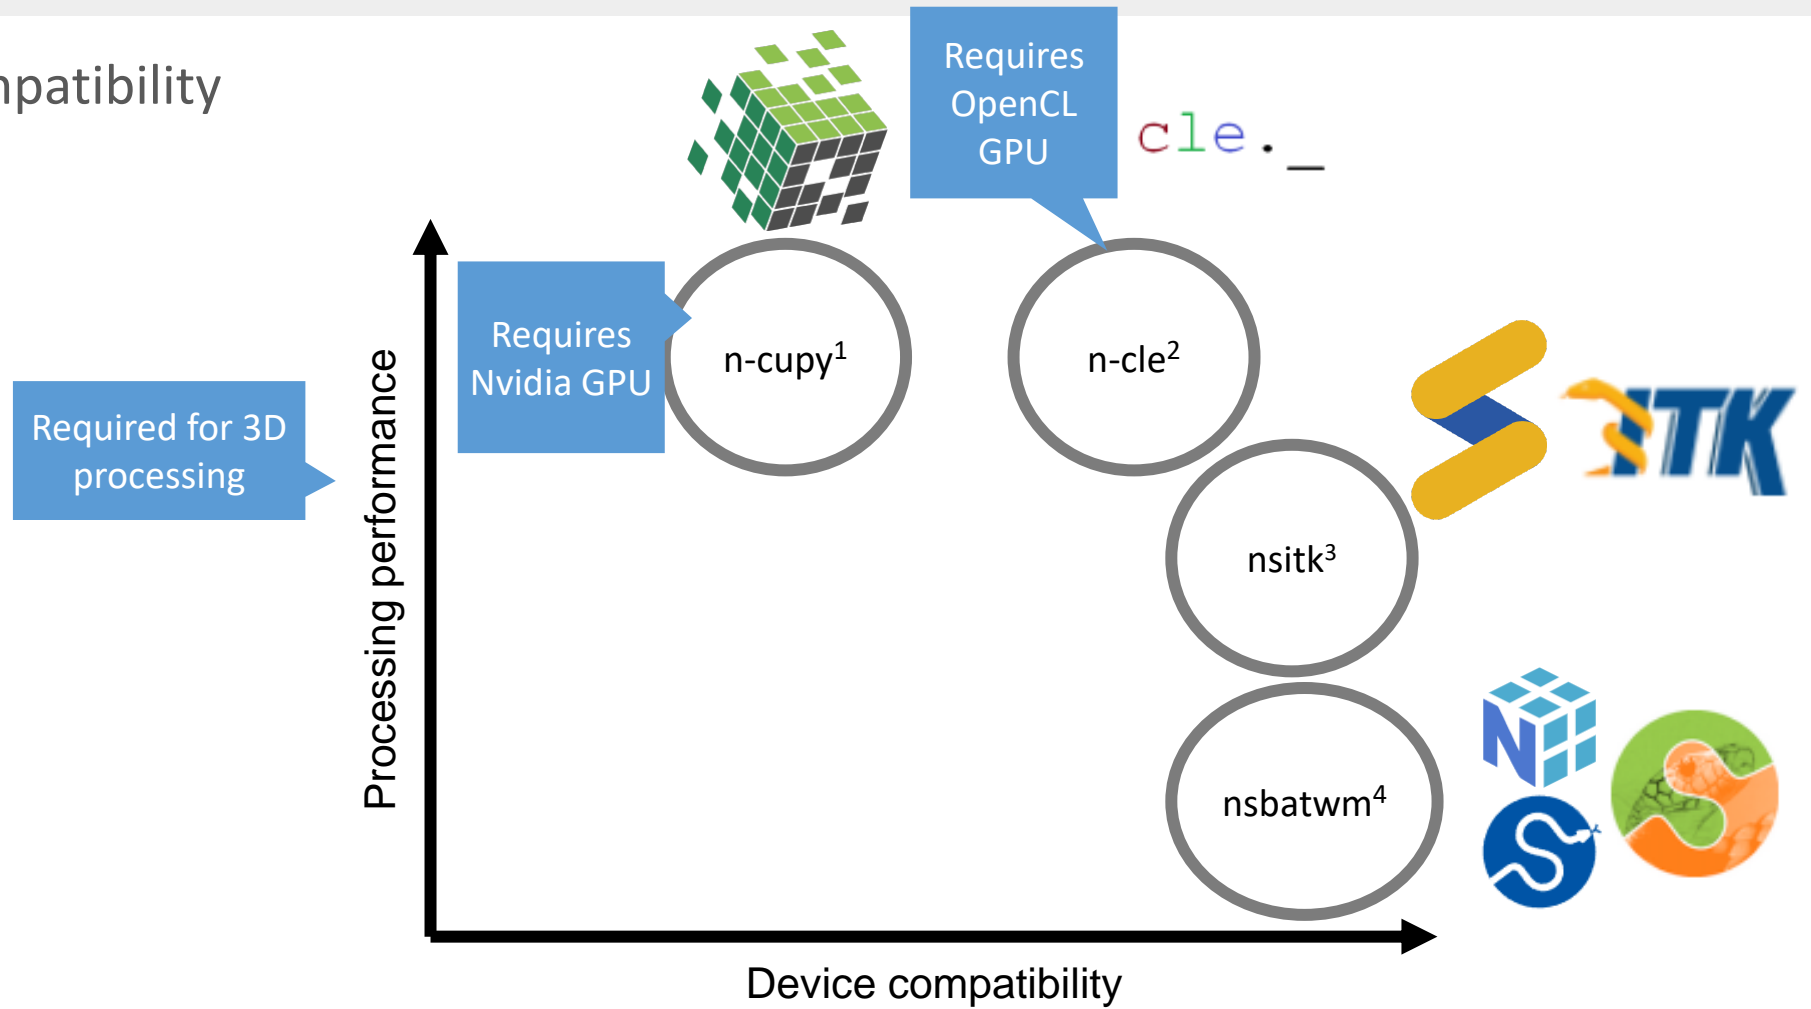 mpatibility
Requires
OpenCL
GPU
cle._
Requires
Nvidia GPU
n-cupy¹
n-cle²
Required for 3D
processing
Processing performance
ITK
nsitk³
N
nsbatwm⁴
Device compatibility